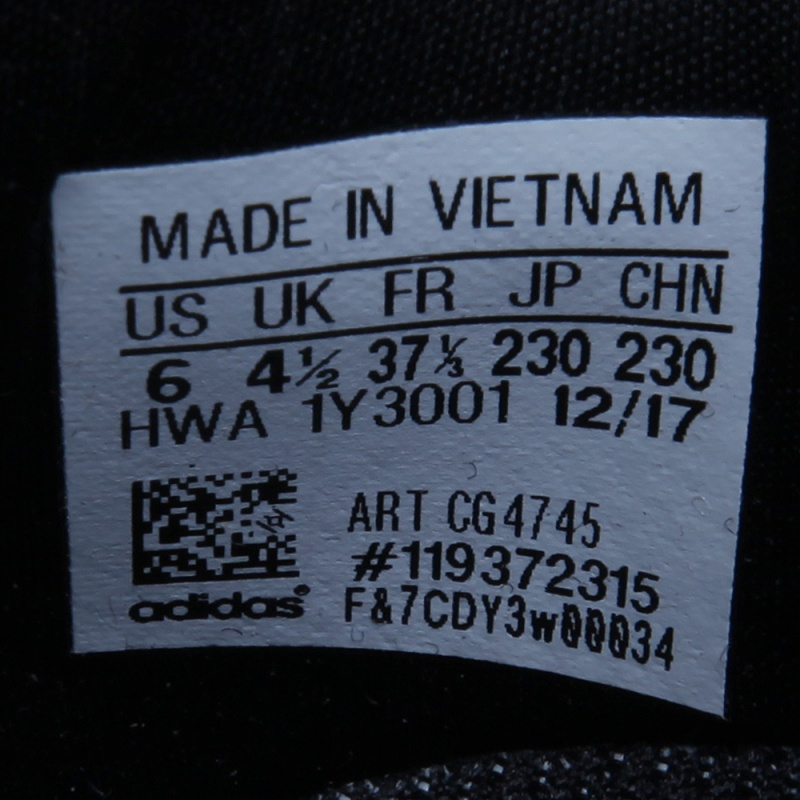 MADE IN VIETNAM
US UK FR JP CHN
6 4½ 37⅓ 230 230
HWA 1Y3001 12/17
ART CG4745
#119372315
F&7CDY3w00034
adidas